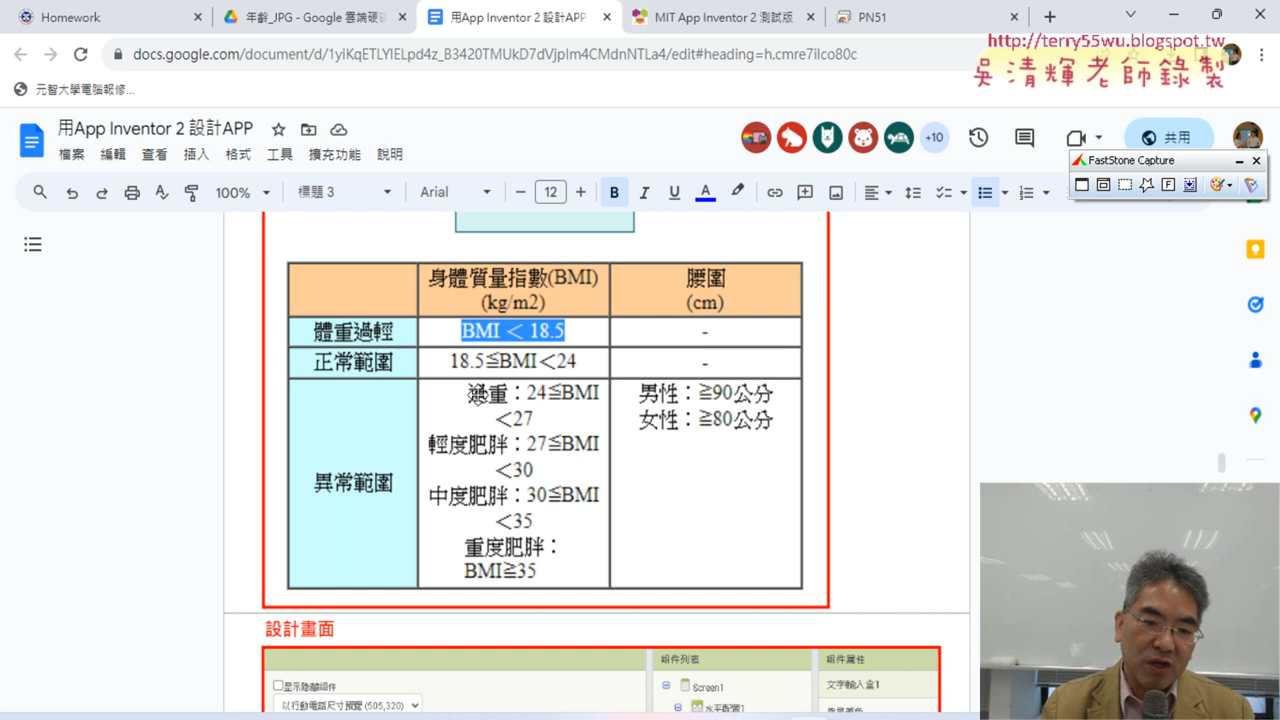 Homework
年齡_JPG - Google 雲端硬碟
用App Inventor 2 設計APP
MIT App Inventor 2 測試版
PN51
docs.google.com/document/d/1yiKqETLYlELpd4z_B3420TMUkD7dVjpIm4CMdnNTLa4/edit#heading=h.cmre7ilco80c
http://terry55wu.blogspot.tw
吳清輝老師錄製
元智大學電腦報修...
用App Inventor 2 設計APP
+10
共用
檔案 編輯 查看 插入 格式 工具 擴充功能 說明
FastStone Capture
100% 標題 3 Arial 12 B I U A
身體質量指數(BMI) (kg/m2)
腰圍 (cm)
體重過輕 BMI < 18.5 -
正常範圍 18.5≦BMI<24 -
異常範圍
過重：24≦BMI
<27
輕度肥胖：27≦BMI
<30
中度肥胖：30≦BMI
<35
重度肥胖：
BMI≧35
男性：≧90公分
女性：≧80公分
設計畫面
显示隐藏组件
以行動電話尺寸預覽 (505,320)
組件列表
Screen1
水平配置1
組件属性
文字輸入盒1